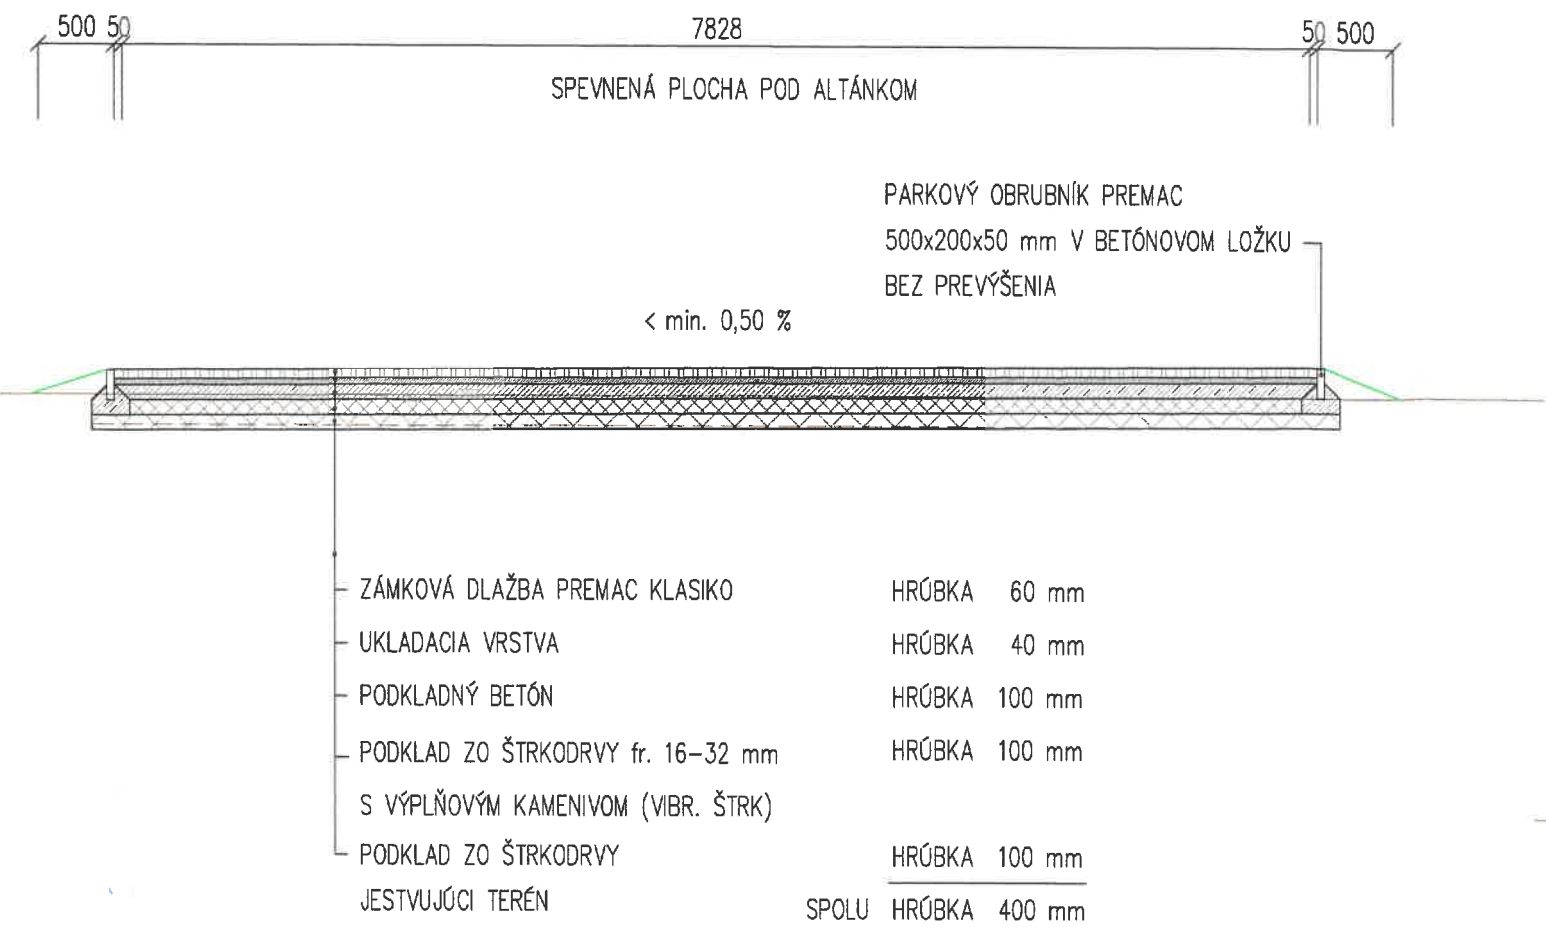 500 50 7828 50 500
SPEVNENÁ PLOCHA POD ALTÁNKOM
PARKOVÝ OBRUBNÍK PREMAC
500x200x50 mm V BETÓNOVOM LOŽKU
BEZ PREVÝŠENIA
< min. 0,50 %
ZÁMKOVÁ DLAŽBA PREMAC KLASIKO HRÚBKA 60 mm
UKLADACIA VRSTVA HRÚBKA 40 mm
PODKLADNÝ BETÓN HRÚBKA 100 mm
PODKLAD ZO ŠTRKODRVY fr. 16-32 mm HRÚBKA 100 mm
S VÝPLŇOVÝM KAMENIVOM (VIBR. ŠTRK)
PODKLAD ZO ŠTRKODRVY HRÚBKA 100 mm
JESTVUJÚCI TERÉN SPOLU HRÚBKA 400 mm